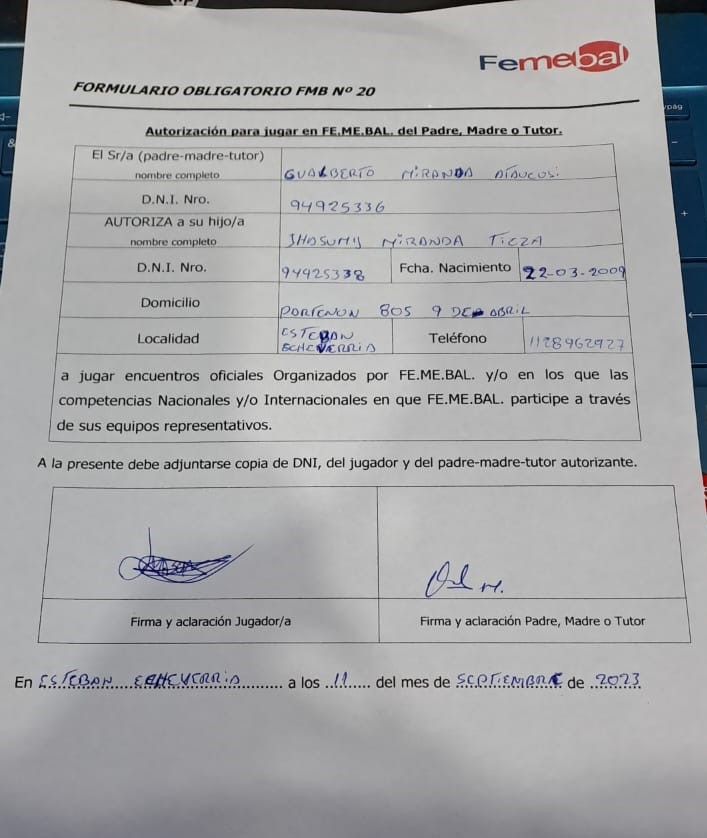 Femebal
FORMULARIO OBLIGATORIO FMB Nº 20
Autorización para jugar en FE.ME.BAL. del Padre, Madre o Tutor.
El Sr/a (padre-madre-tutor)
nombre completo
GUALBERTO MIRANDA
D.N.I. Nro.
94925336
AUTORIZA a su hijo/a
nombre completo
JHASUMY MIRANDA TICZA
D.N.I. Nro.
94925338
Fcha. Nacimiento
22-03-2009
Domicilio
PORTENON 805 9 DE ABRIL
Localidad
ESTEBAN
ECHEVERRIA
Teléfono
1128962927
a jugar encuentros oficiales Organizados por FE.ME.BAL. y/o en los que las
competencias Nacionales y/o Internacionales en que FE.ME.BAL. participe a través
de sus equipos representativos.
A la presente debe adjuntarse copia de DNI, del jugador y del padre-madre-tutor autorizante.
Firma y aclaración Jugador/a
Firma y aclaración Padre, Madre o Tutor
En ESTEBAN ECHEVERRIA a los 11 del mes de SEPTIEMBRE de 2023